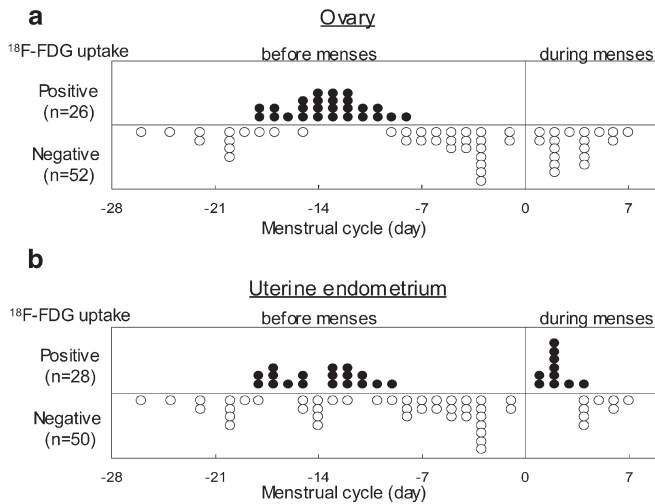 a
Ovary
18F-FDG uptake before menses during menses
Positive
(n=26)
Negative
(n=52)
-28 -21 -14 -7 0 7
Menstrual cycle (day)
b
Uterine endometrium
18F-FDG uptake before menses during menses
Positive
(n=28)
Negative
(n=50)
-28 -21 -14 -7 0 7
Menstrual cycle (day)